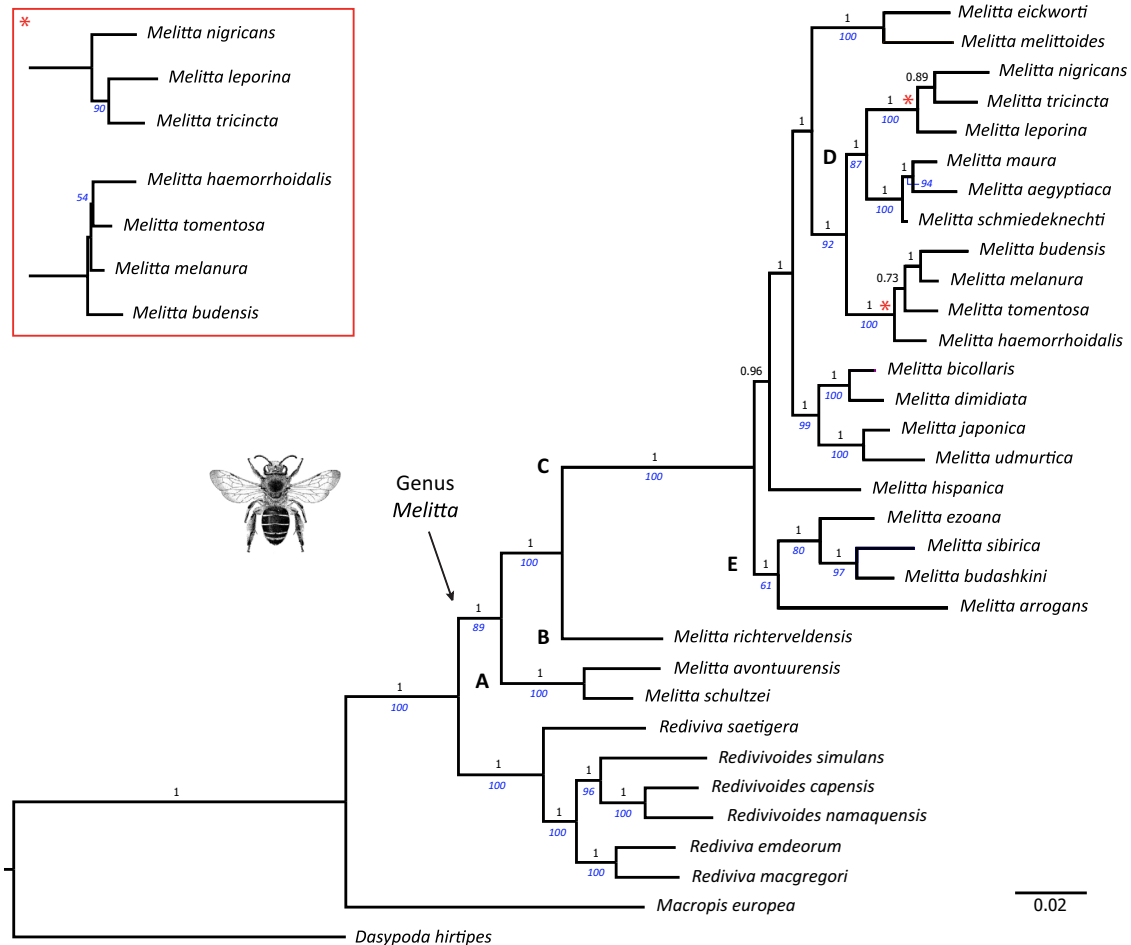 *
Melitta nigricans
Melitta leporina
90
Melitta tricincta
Melitta haemorrhoidalis
54
Melitta tomentosa
Melitta melanura
Melitta budensis
1
100
Melitta eickworti
Melitta melittoides
0.89
Melitta nigricans
1
*
Melitta tricincta
100
Melitta leporina
1
D
1
87
1
Melitta maura
94
Melitta aegyptiaca
1
100
Melitta schmiedeknechti
1
92
1
Melitta budensis
0.73
Melitta melanura
1
*
Melitta tomentosa
100
Melitta haemorrhoidalis
1
0.96
1
Melitta bicollaris
100
Melitta dimidiata
1
99
1
Melitta japonica
100
Melitta udmurtica
C
1
100
Melitta hispanica
Genus
Melitta
1
80
Melitta ezoana
1
97
Melitta sibirica
E
1
61
Melitta budashkini
Melitta arrogans
1
100
B
Melitta richterveldensis
1
89
A
1
100
Melitta avontuurensis
Melitta schultzei
1
100
Rediviva saetigera
1
100
1
96
Redivivoides simulans
1
100
Redivivoides capensis
Redivivoides namaquensis
1
100
1
100
Rediviva emdeorum
Rediviva macgregori
1
Macropis europea
Dasypoda hirtipes
0.02